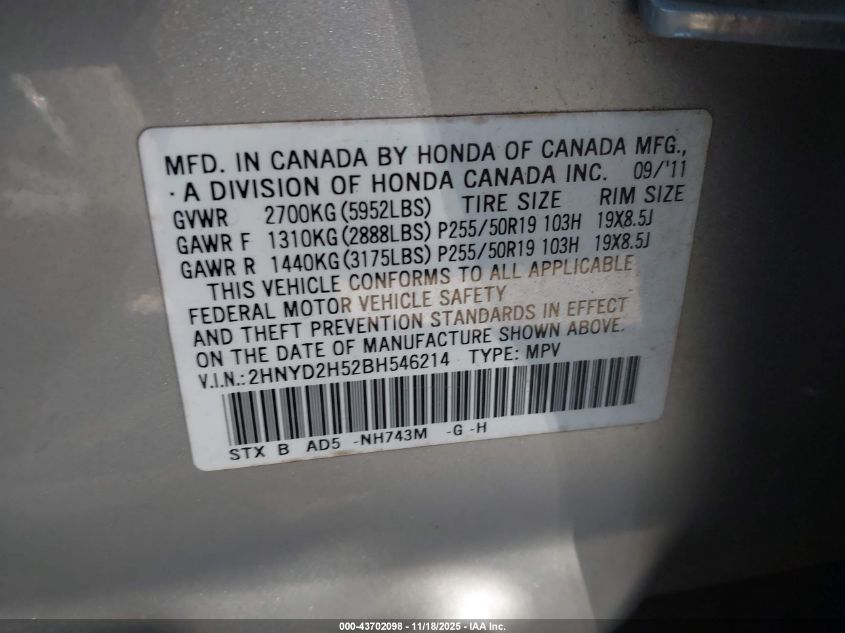 MFD. IN CANADA BY HONDA OF CANADA MFG.,
· A DIVISION OF HONDA CANADA INC. 09/'11
GVWR 2700KG (5952LBS) TIRE SIZE RIM SIZE
GAWR F 1310KG (2888LBS) P255/50R19 103H 19X8.5J
GAWR R 1440KG (3175LBS) P255/50R19 103H 19X8.5J
THIS VEHICLE CONFORMS TO ALL APPLICABLE
FEDERAL MOTOR VEHICLE SAFETY
AND THEFT PREVENTION STANDARDS IN EFFECT
ON THE DATE OF MANUFACTURE SHOWN ABOVE.
V.I.N.: 2HNYD2H52BH546214 TYPE: MPV
STX B AD5 -NH743M -G -H
000-43702098 - 11/18/2025 - IAA Inc.